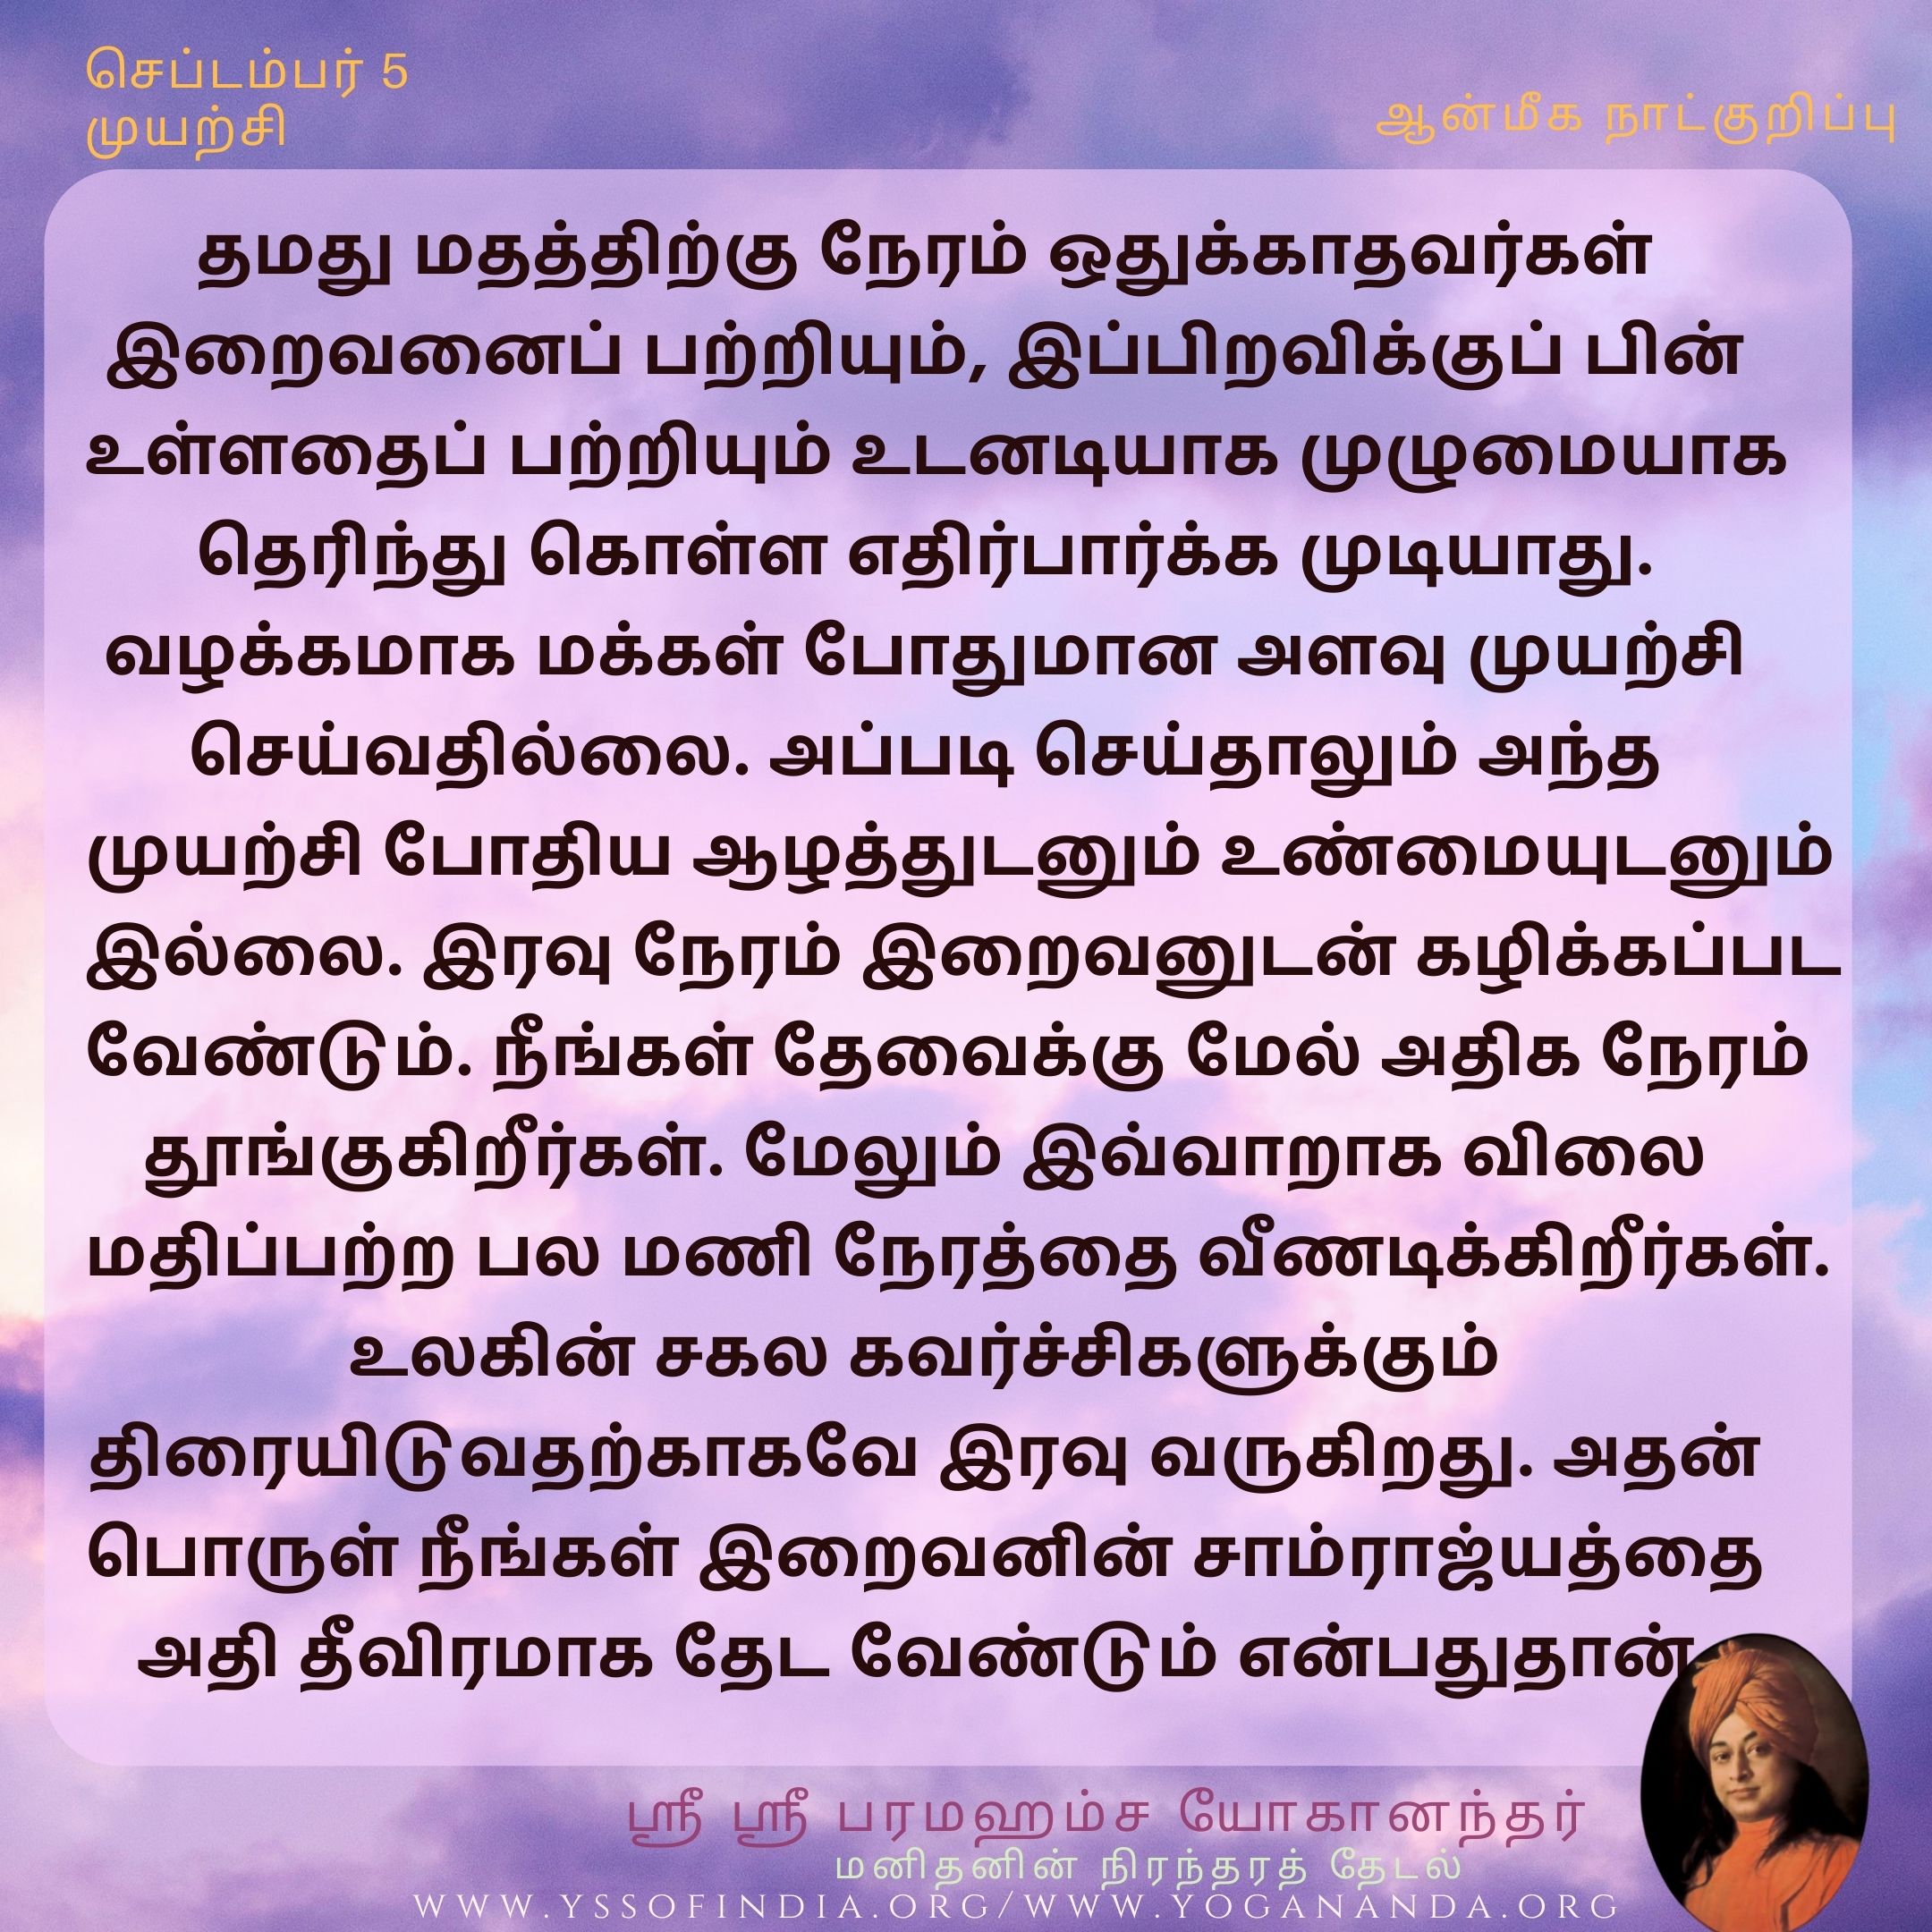 செப்டம்பர் 5
முயற்சி
ஆன்மீக நாட்குறிப்பு
தமது மதத்திற்கு நேரம் ஒதுக்காதவர்கள்
இறைவனைப் பற்றியும், இப்பிறவிக்குப் பின்
உள்ளதைப் பற்றியும் உடனடியாக முழுமையாக
தெரிந்து கொள்ள எதிர்பார்க்க முடியாது.
வழக்கமாக மக்கள் போதுமான அளவு முயற்சி
செய்வதில்லை. அப்படி செய்தாலும் அந்த
முயற்சி போதிய ஆழத்துடனும் உண்மையுடனும்
இல்லை. இரவு நேரம் இறைவனுடன் கழிக்கப்பட
வேண்டும். நீங்கள் தேவைக்கு மேல் அதிக நேரம்
தூங்குகிறீர்கள். மேலும் இவ்வாறாக விலை
மதிப்பற்ற பல மணி நேரத்தை வீணடிக்கிறீர்கள்.
உலகின் சகல கவர்ச்சிகளுக்கும்
திரையிடுவதற்காகவே இரவு வருகிறது. அதன்
பொருள் நீங்கள் இறைவனின் சாம்ராஜ்யத்தை
அதி தீவிரமாக தேட வேண்டும் என்பதுதான்
ஸ்ரீ ஸ்ரீ பரமஹம்ச யோகானந்தர்
மனிதனின் நிரந்தரத் தேடல்
WWW.YSSOFINDIA.ORG/WWW.YOGANANDA.ORG